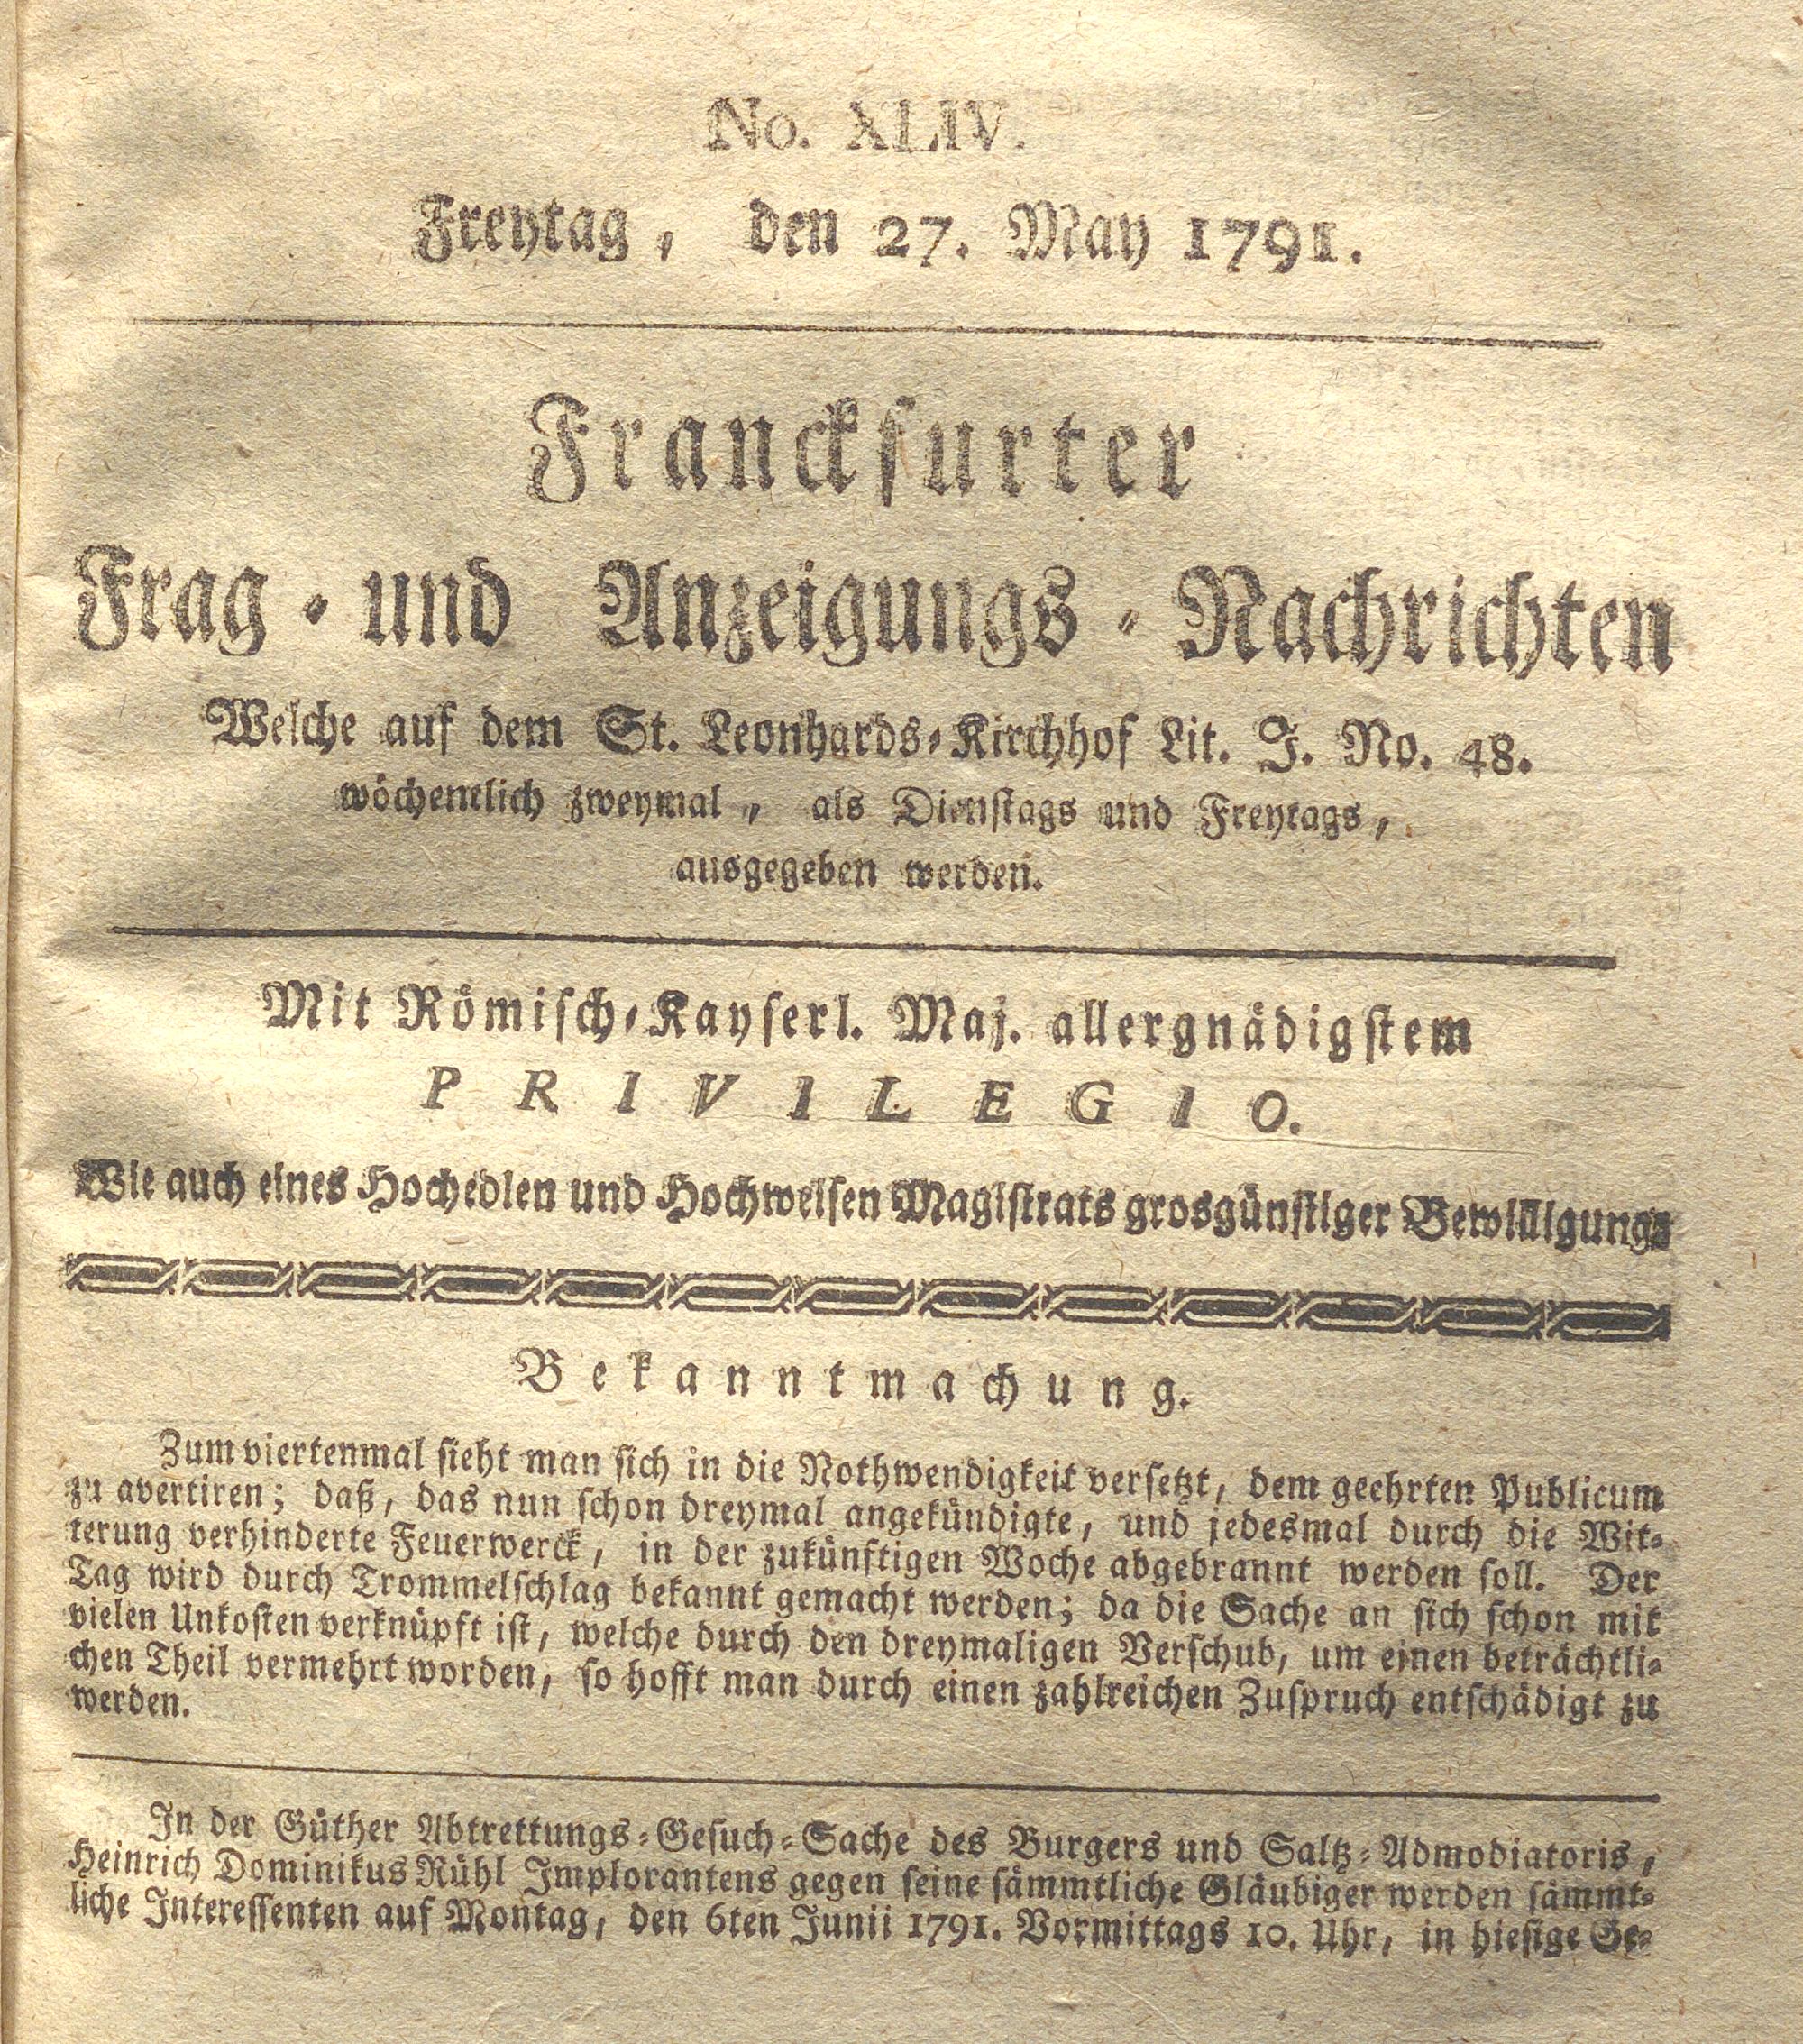 No. XLIV.
Freytag, den 27. May 1791.
Franckfurter
Frag- und Anzeigungs-Nachrichten
Welche auf dem St. Leonhards-Kirchhof Lit. J. No. 48.
wöchentlich zweymal, als Dienstags und Freytags,
ausgegeben werden.
Mit Römisch-Kayserl. Maj. allergnädigstem
PRIVILEGIO.
Wie auch eines Hochedlen und Hochweisen Magistrats grosgünstiger Bewilligung.
Bekanntmachung.
Zum viertenmal sieht man sich in die Nothwendigkeit versetzt, dem geehrten Publicum
zu avertiren; daß, das nun schon dreymal angekündigte, und jedesmal durch die Wit-
terung verhinderte Feuerwerck, in der zukünftigen Woche abgebrannt werden soll. Der
Tag wird durch Trommelschlag bekannt gemacht werden; da die Sache an sich schon mit
vielen Unkosten verknüpft ist, welche durch den dreymaligen Verschub, um einen beträchtli-
chen Theil vermehrt worden, so hofft man durch einen zahlreichen Zuspruch entschädigt zu
werden.
In der Güther Abtrettungs-Gesuch-Sache des Burgers und Saltz-Admodiatoris,
Heinrich Dominikus Rühl Implorantens gegen seine sämmtliche Gläubiger werden sämmt-
liche Interessenten auf Montag, den 6ten Junii 1791. Vormittags 10. Uhr, in hiesige Ge-